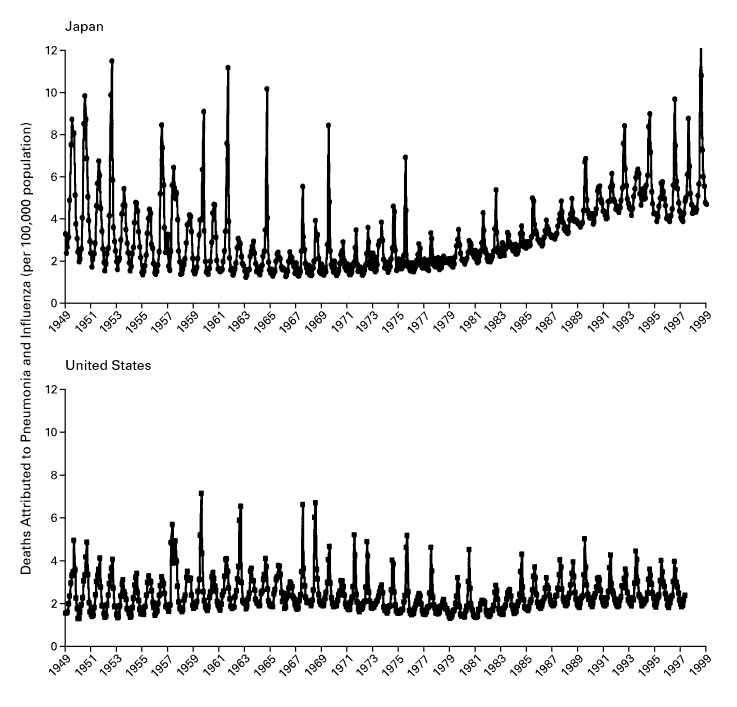 Japan
Deaths Attributed to Pneumonia and Influenza (per 100,000 population)
12
10
8
6
4
2
0
1949 1951 1953 1955 1957 1959 1961 1963 1965 1967 1969 1971 1973 1975 1977 1979 1981 1983 1985 1987 1989 1991 1993 1995 1997 1999
United States
12
10
8
6
4
2
0
1949 1951 1953 1955 1957 1959 1961 1963 1965 1967 1969 1971 1973 1975 1977 1979 1981 1983 1985 1987 1989 1991 1993 1995 1997 1999